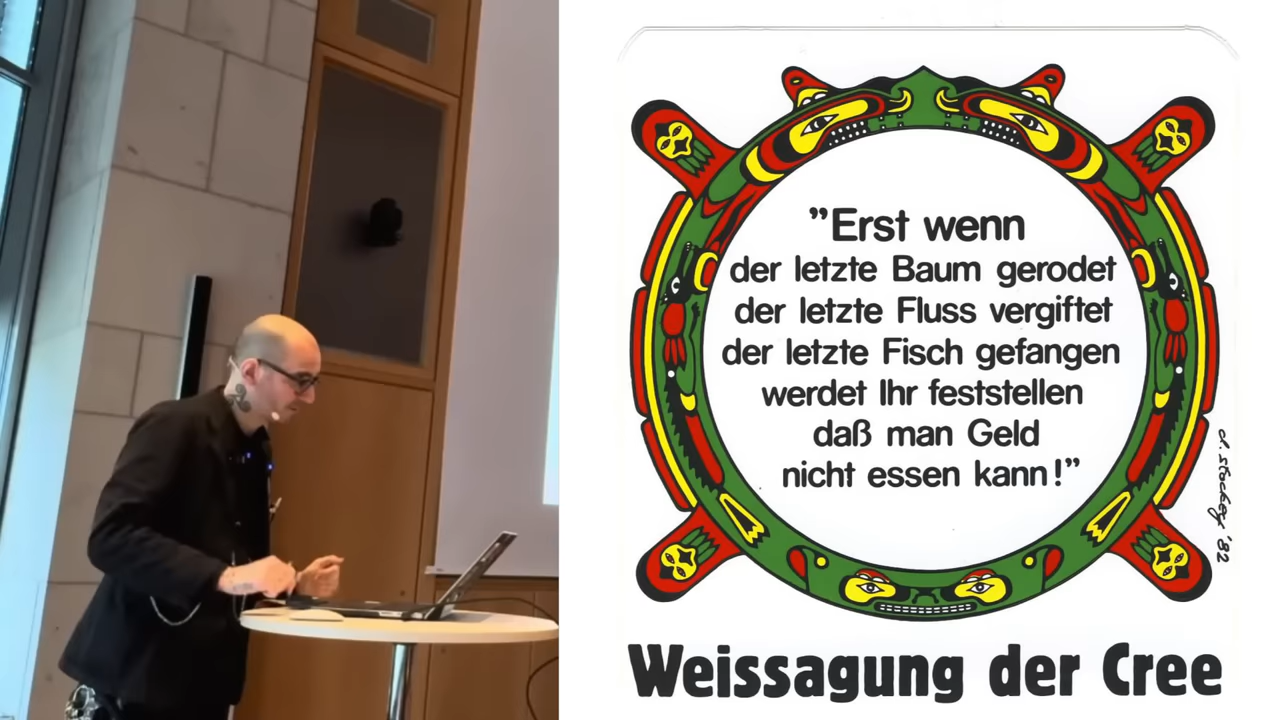 ”Erst wenn
der letzte Baum gerodet
der letzte Fluss vergiftet
der letzte Fisch gefangen
werdet Ihr feststellen
daß man Geld
nicht essen kann!”
Weissagung der Cree
'82